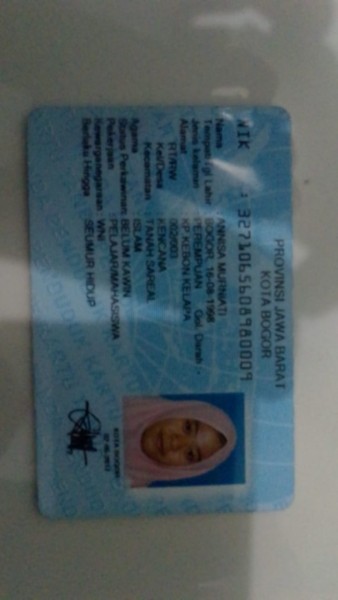 PROVINSI JAWA BARAT
KOTA BOGOR
NIK : 3271065608980009
Nama : ANNISA MURNIATI
Tempat/Tgl Lahir : BOGOR, 16-08-1998
Jenis kelamin : PEREMPUAN Gol. Darah : -
Alamat : KP KEBON KELAPA
RT/RW : 002/003
Kel/Desa : KENCANA
Kecamatan : TANAH SAREAL
Agama : ISLAM
Status Perkawinan : BELUM KAWIN
Pekerjaan : PELAJAR/MAHASISWA
Kewarganegaraan : WNI
Berlaku Hingga : SEUMUR HIDUP
KOTA BOGOR